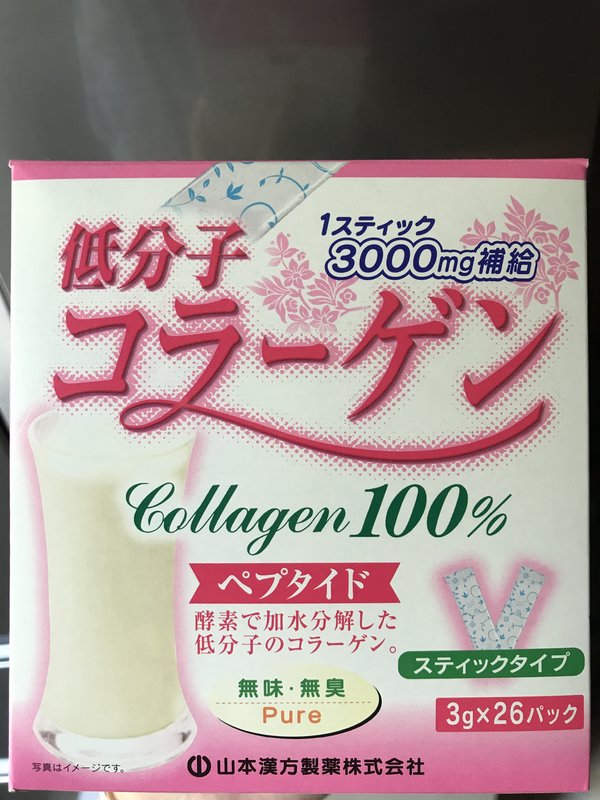 1スティック
3000mg補給
低分子
コラーゲン
Collagen 100%
ペプタイド
酵素で加水分解した
低分子のコラーゲン。
スティックタイプ
無味・無臭
Pure
3g×26パック
写真はイメージです。
山本漢方製薬株式会社